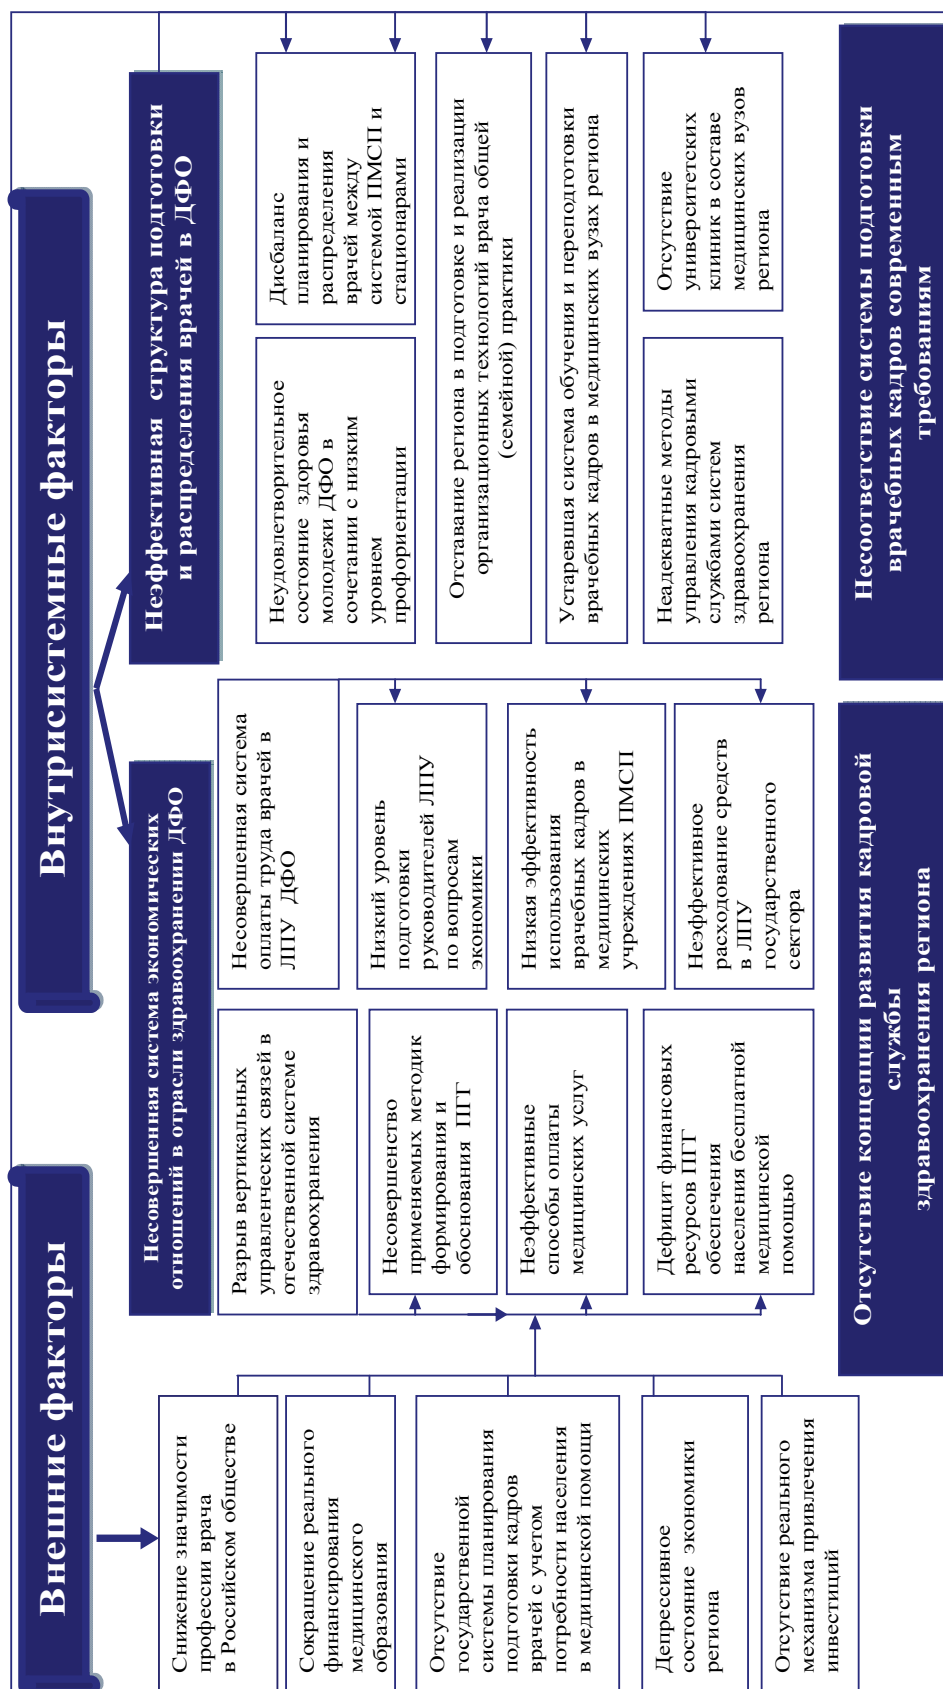 Внешние факторы
Снижение значимости
профессии врача
в Российском обществе
Сокращение реального
финансирования
медицинского
образования
Отсутствие
государственной
системы планирования
подготовки кадров
врачей с учетом
потребности населения
в медицинской помощи
Депрессивное
состояние экономики
региона
Отсутствие реального
механизма привлечения
инвестиций
Внутрисистемные факторы
Несовершенная система экономических
отношений в отрасли здравоохранении ДФО
Разрыв вертикальных
управленческих связей в
отечественной системе
здравоохранения
Несовершенство
применяемых методик
формирования и
обоснования ПГГ
Неэффективные
способы оплаты
медицинских услуг
Дефицит финансовых
ресурсов ПГГ
обеспечения
населения бесплатной
медицинской
помощью
Несовершенная система
оплаты труда врачей в
ЛПУ ДФО
Низкий уровень
подготовки
руководителей ЛПУ
по вопросам
экономики
Низкая эффективность
использования
врачебных кадров в
медицинских
учреждениях ПМСП
Неэффективное
расходование средств
в ЛПУ
государственного
сектора
Неэффективная структура подготовки
и распределения врачей в ДФО
Неудовлетворительное
состояние здоровья
молодежи ДФО в
сочетании с низким
уровнем
профориентации
Дисбаланс
планирования и
распределения
врачей между
системой ПМСП и
стационарами
Отставание региона в подготовке и реализации
организационных технологий врача общей
(семейной) практики
Устаревшая система обучения и переподготовки
врачебных кадров в медицинских вузах региона
Неадекватные методы
управления кадровыми
службами систем
здравоохранения
региона
Отсутствие
университетских
клиник в составе
медицинских вузов
региона
Отсутствие концепции развития кадровой
службы
здравоохранения региона
Несоответствие системы подготовки
врачебных кадров современным
требованиям